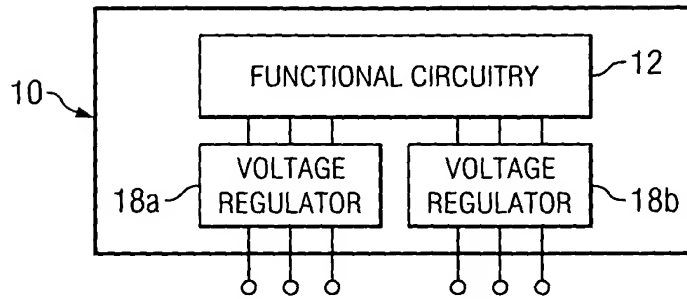 FUNCTIONAL CIRCUITRY
12
10
VOLTAGE REGULATOR
VOLTAGE REGULATOR
18a
18b